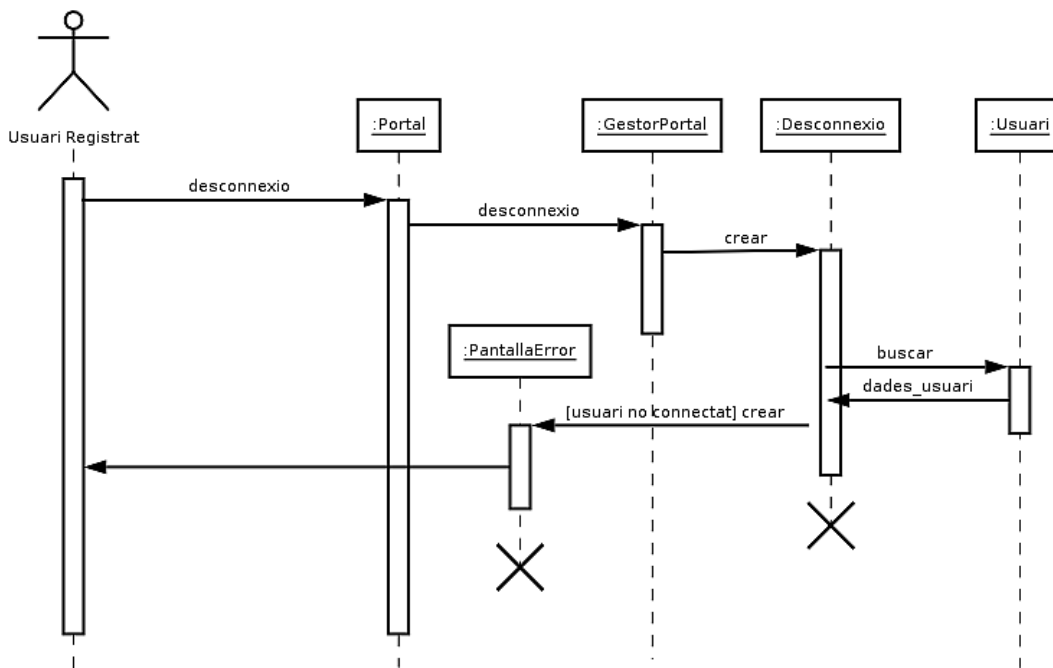 Usuari Registrat
:Portal
:GestorPortal
:Desconnexio
:Usuari
desconnexio
desconnexio
crear
:PantallaError
buscar
dades_usuari
[usuari no connectat] crear